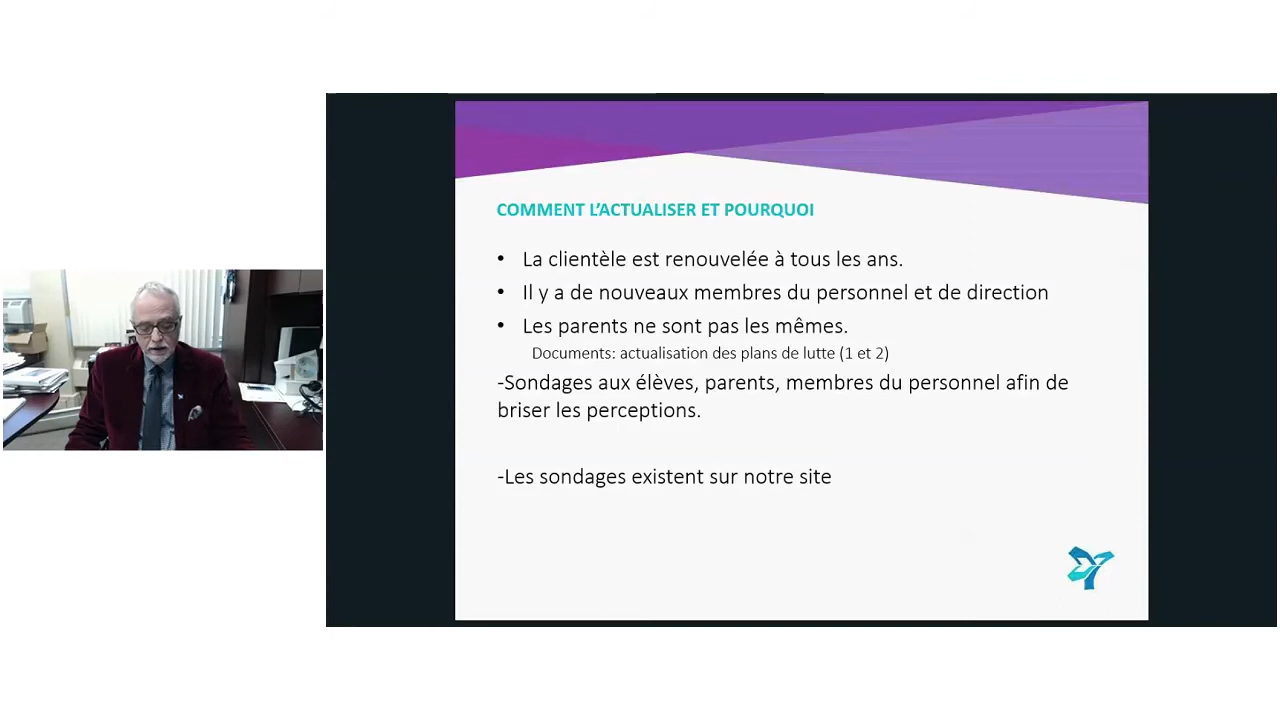 COMMENT L'ACTUALISER ET POURQUOI
• La clientèle est renouvelée à tous les ans.
• Il y a de nouveaux membres du personnel et de direction
• Les parents ne sont pas les mêmes.
Documents: actualisation des plans de lutte (1 et 2)
-Sondages aux élèves, parents, membres du personnel afin de
briser les perceptions.
-Les sondages existent sur notre site